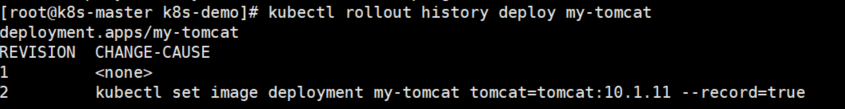 [root@k8s-master k8s-demo]# kubectl rollout history deploy my-tomcat
deployment.apps/my-tomcat
REVISION  CHANGE-CAUSE
1         <none>
2         kubectl set image deployment my-tomcat tomcat=tomcat:10.1.11 --record=true